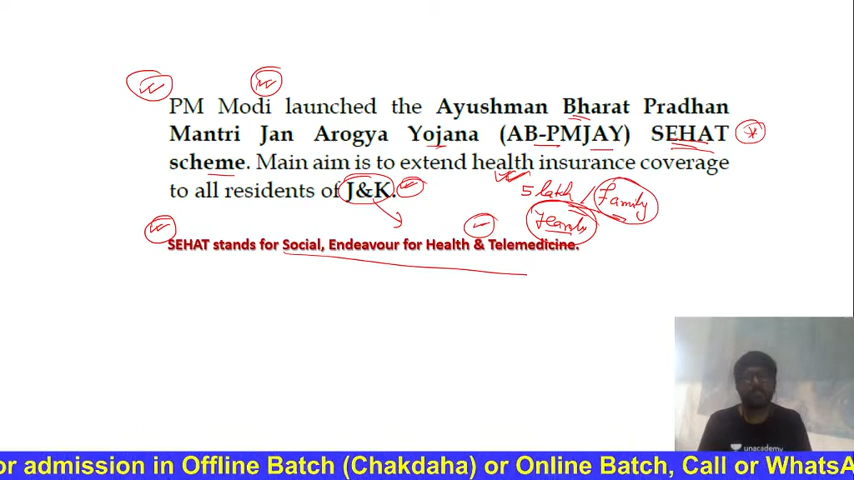 PM Modi launched the Ayushman Bharat Pradhan
Mantri Jan Arogya Yojana (AB-PMJAY) SEHAT
scheme. Main aim is to extend health insurance coverage
to all residents of J&K.
5 lakh / Family
Yearly
SEHAT stands for Social, Endeavour for Health & Telemedicine.
unacademy
or admission in Offline Batch (Chakdaha) or Online Batch, Call or WhatsA